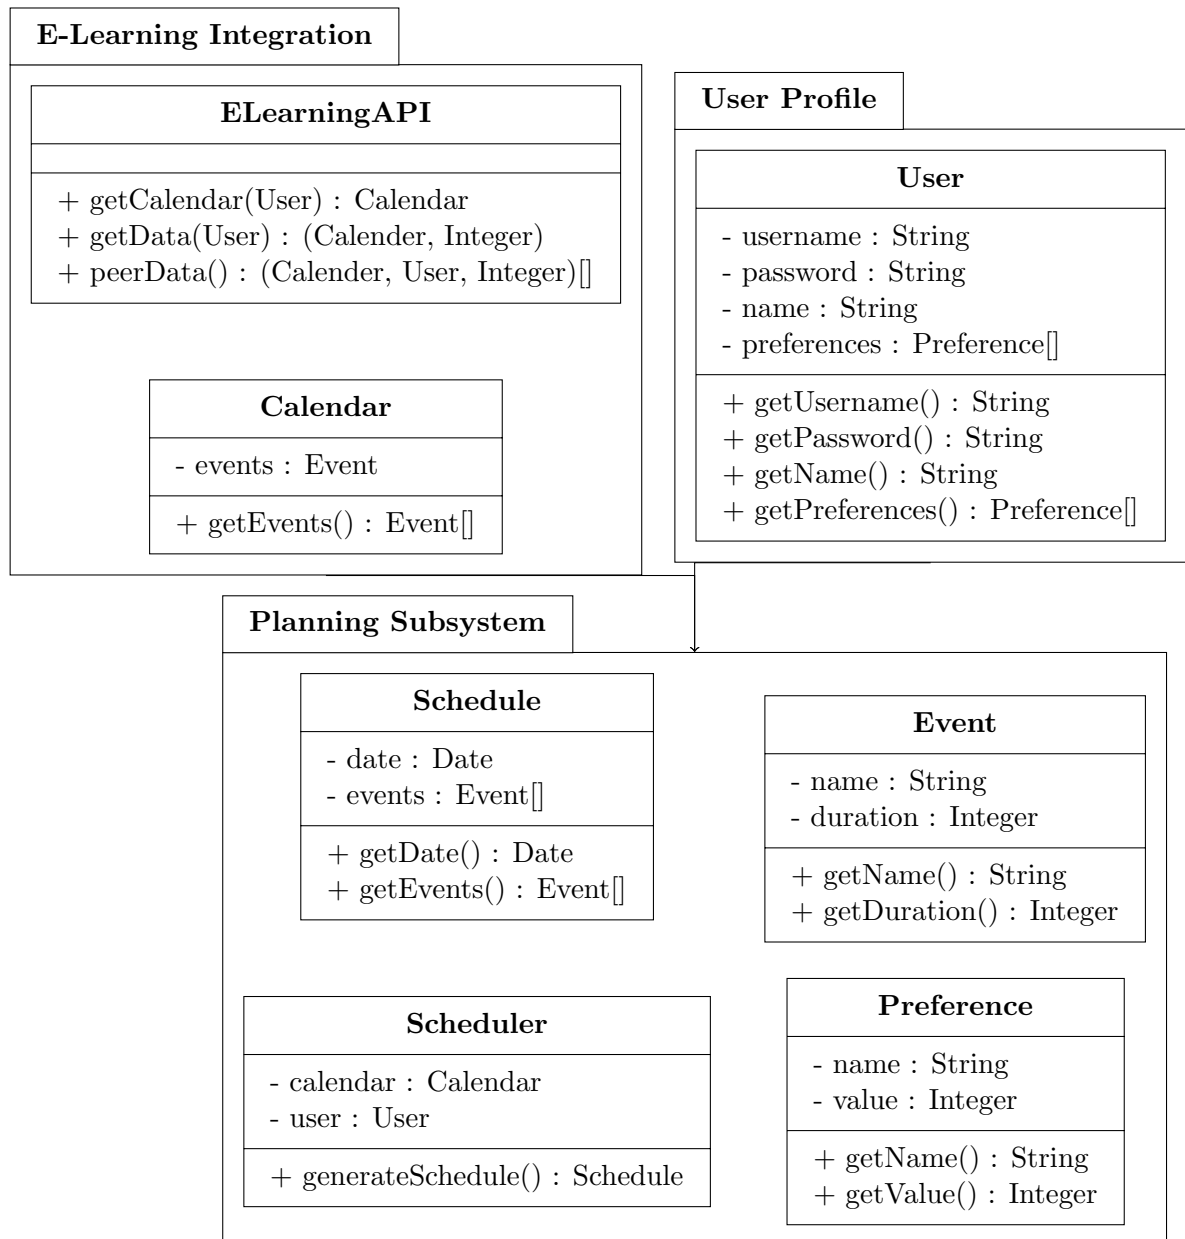 E-Learning Integration
ELearningAPI
+ getCalendar(User) : Calendar
+ getData(User) : (Calender, Integer)
+ peerData() : (Calender, User, Integer)[]
Calendar
- events : Event
+ getEvents() : Event[]
User Profile
User
- username : String
- password : String
- name : String
- preferences : Preference[]
+ getUsername() : String
+ getPassword() : String
+ getName() : String
+ getPreferences() : Preference[]
Planning Subsystem
Schedule
- date : Date
- events : Event[]
+ getDate() : Date
+ getEvents() : Event[]
Event
- name : String
- duration : Integer
+ getName() : String
+ getDuration() : Integer
Scheduler
- calendar : Calendar
- user : User
+ generateSchedule() : Schedule
Preference
- name : String
- value : Integer
+ getName() : String
+ getValue() : Integer